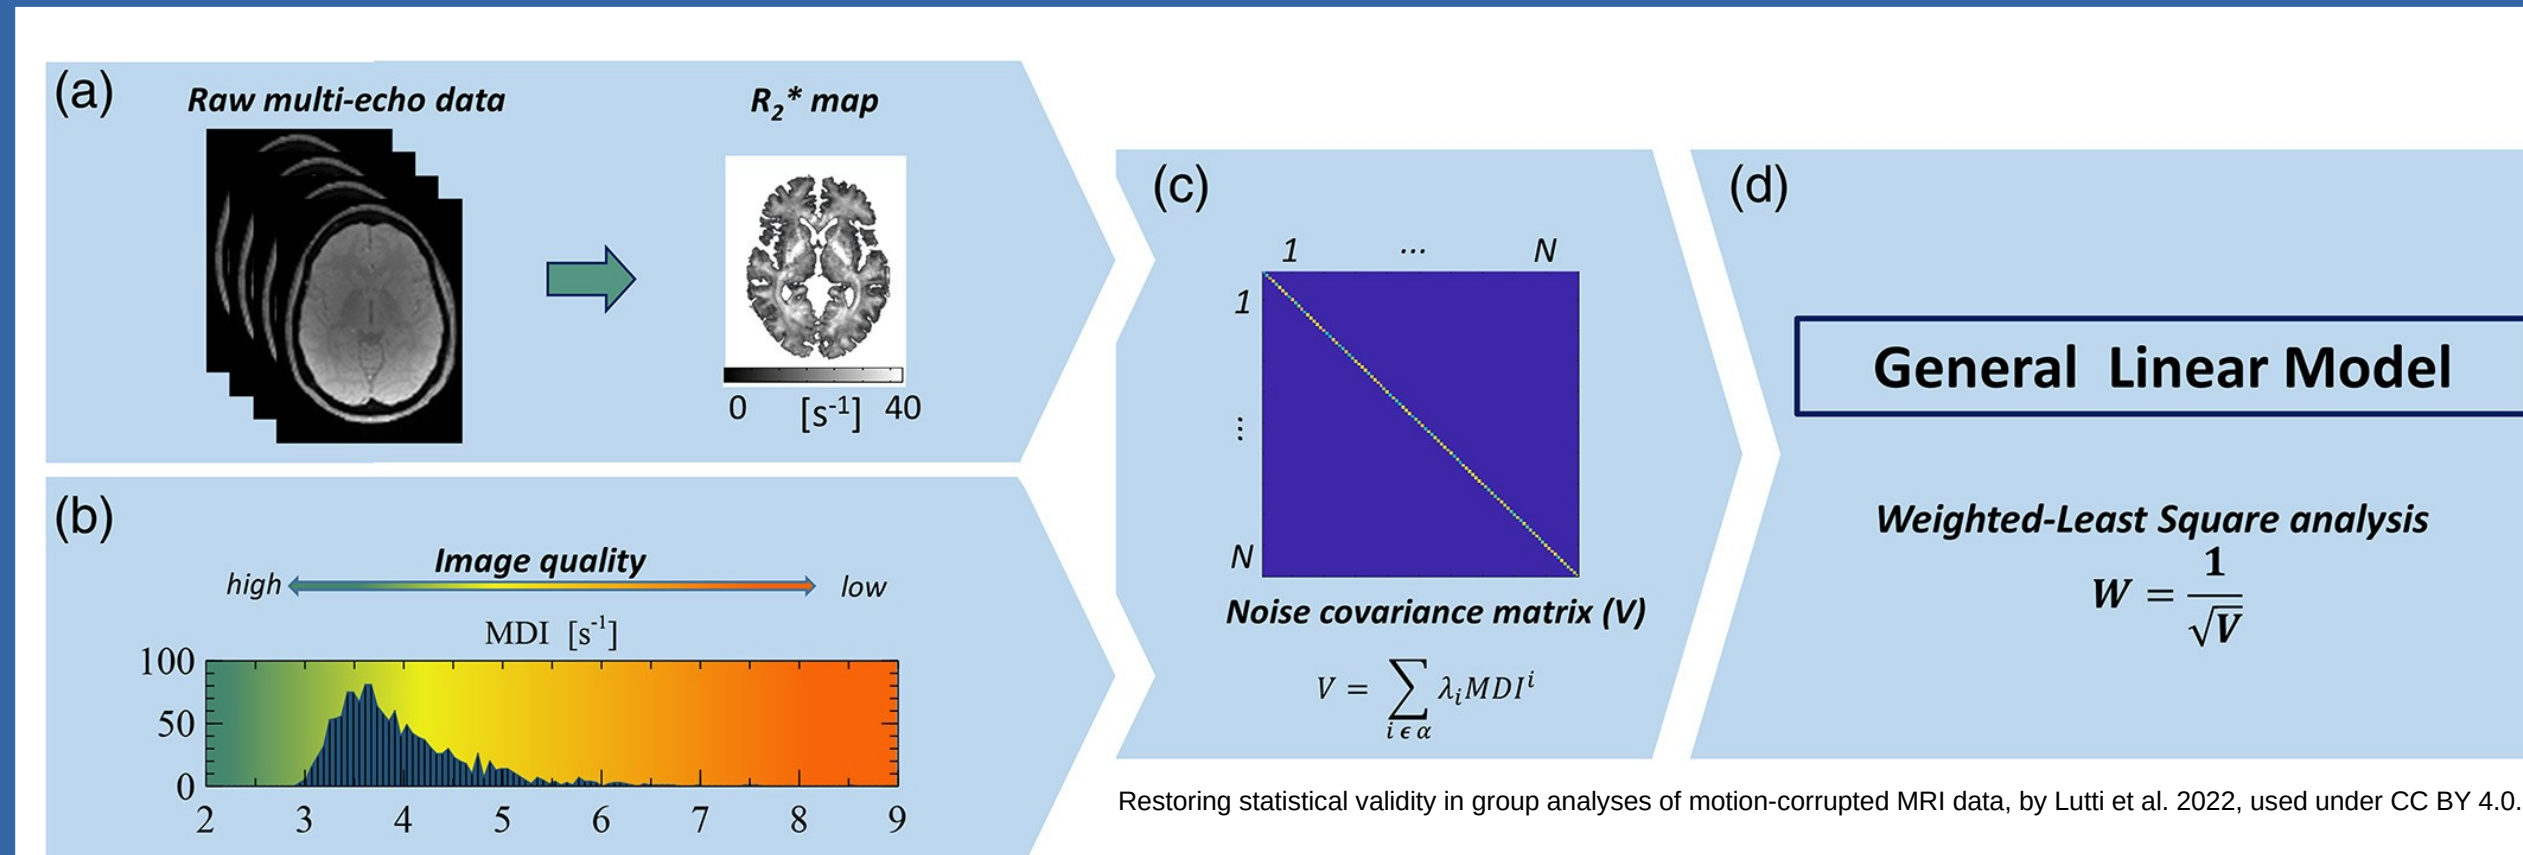 (a)
Raw multi-echo data
R₂* map
0 [s⁻¹] 40
(b)
Image quality
high
low
MDI [s⁻¹]
100
50
0
2 3 4 5 6 7 8 9
(c)
1 ... N
1
⋮
N
Noise covariance matrix (V)
V = ∑ λᵢMDIⁱ
i ϵ α
(d)
General Linear Model
Weighted-Least Square analysis
W = 1/√V
Restoring statistical validity in group analyses of motion-corrupted MRI data, by Lutti et al. 2022, used under CC BY 4.0.